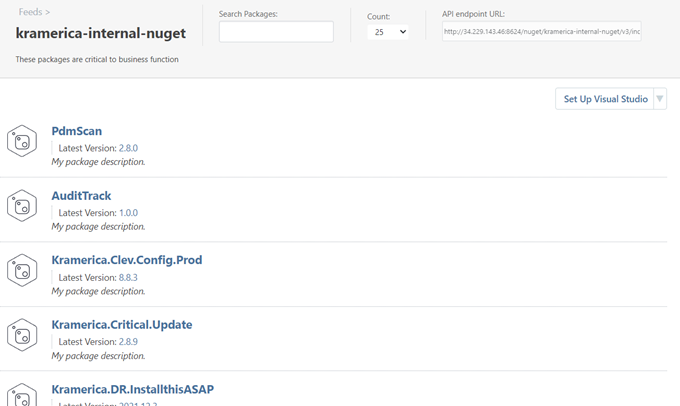 Feeds >
kramerica-internal-nuget
These packages are critical to business function
Search Packages:
Count:
25
API endpoint URL:
http://34.229.143.46:8624/nuget/kramerica-internal-nuget/v3/inc
Set Up Visual Studio
PdmScan
Latest Version: 2.8.0
My package description.
AuditTrack
Latest Version: 1.0.0
My package description.
Kramerica.Clev.Config.Prod
Latest Version: 8.8.3
My package description.
Kramerica.Critical.Update
Latest Version: 2.8.9
My package description.
Kramerica.DR.InstallthisASAP
Latest Version: 2021.12.3